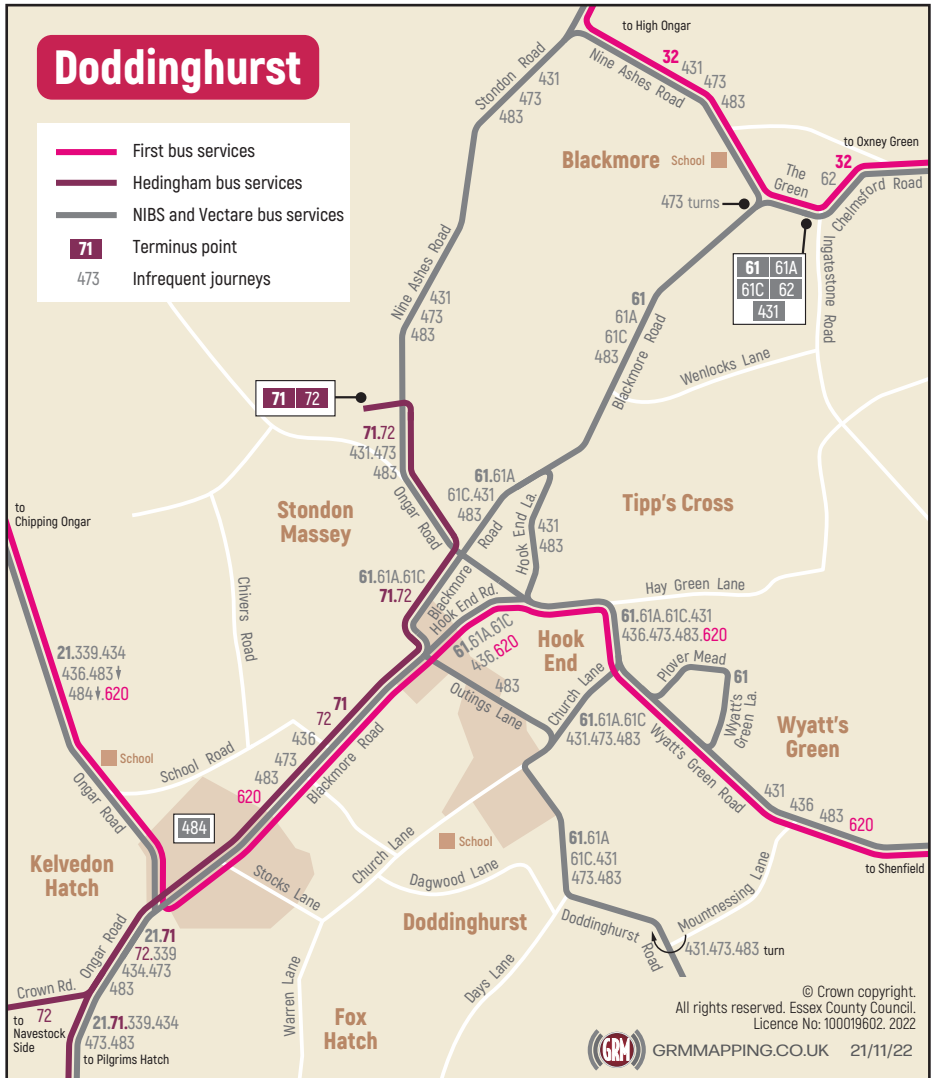 Doddinghurst
First bus services
Hedingham bus services
NIBS and Vectare bus services
71 Terminus point
473 Infrequent journeys
to High Ongar
32
431
473
483
Nine Ashes Road
Stondon Road
431
473
483
Blackmore
School
to Oxney Green
32
62
The
Green
Chelmsford Road
473 turns
61 61A
61C 62
431
Ingatestone Road
Nine Ashes Road
431
473
483
61
61A
61C
483
Blackmore Road
Wenlocks Lane
71 72
71.72
431.473
483
Ongar Road
61.61A
61C.431
483
Blackmore Road
Hook End La.
431
483
Tipp's Cross
Stondon
Massey
to
Chipping Ongar
Chivers Road
61.61A.61C
71.72
Hook End Rd.
Hay Green Lane
61.61A.61C
436.620
Hook
End
61.61A.61C.431
436.473.483.620
21.339.434
436.483
484.620
Plover Mead
61
Wyatt's
Green La.
Wyatt's
Green
483
Outings Lane
Church Lane
61.61A.61C
431.473.483
Wyatt's Green Road
71
72
436
473
483
620
Blackmore Road
School
School Road
Ongar Road
431
436
483
620
to Shenfield
484
Kelvedon
Hatch
Stocks Lane
Church Lane
School
Dagwood Lane
61.61A
61C.431
473.483
Mountnessing Lane
Doddinghurst
Doddinghurst Road
431.473.483 turn
Ongar Road
21.71
72.339
434.473
483
Crown Rd.
72
to
Navestock
Side
21.71.339.434
473.483
to Pilgrims Hatch
Warren Lane
Days Lane
Fox
Hatch
© Crown copyright.
All rights reserved. Essex County Council.
Licence No: 100019602. 2022
GRM GRMMAPPING.CO.UK 21/11/22